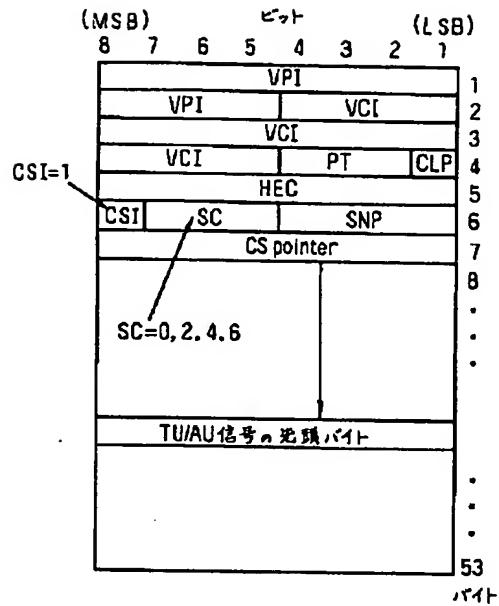 ビット
(MSB) (LSB)
8 7 6 5 4 3 2 1
VPI 1
VPI VCI 2
VCI 3
VCI PT CLP 4
CSI=1
HEC 5
CSI SC SNP 6
CS pointer 7
8
SC=0, 2. 4. 6
TU/AU信号の先頭バイト
53
バイト